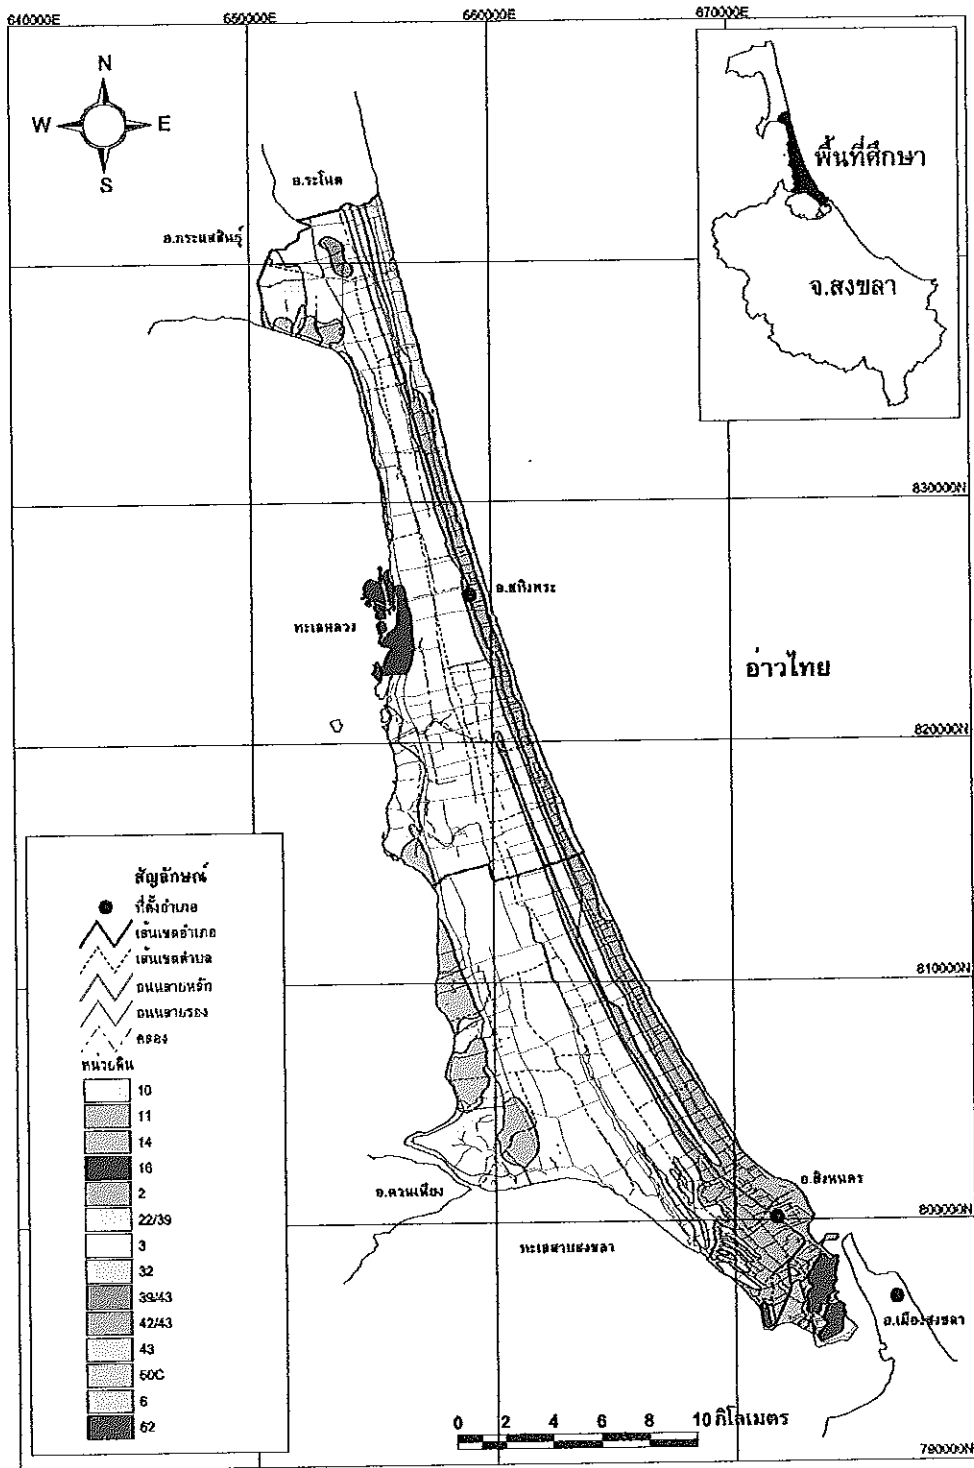 640000E 650000E 660000E 670000E
N
W E
S
อ.ระโนด
อ.กระแสสินธุ์
พื้นที่ศึกษา
จ.สงขลา
830000N
อ.สทิงพระ
ทะเลหลวง
อ่าวไทย
820000N
สัญลักษณ์
ที่ตั้งอำเภอ
เส้นเขตอำเภอ
เส้นเขตตำบล
ถนนสายหลัก
ถนนสายรอง
คลอง
หน่วยดิน
10
11
14
16
2
22/39
3
32
39/43
42/43
43
50C
6
62
810000N
อ.สิงหนคร
อ.ควนเนียง
800000N
ทะเลสาบสงขลา
อ.เมืองสงขลา
0 2 4 6 8 10 กิโลเมตร
790000N